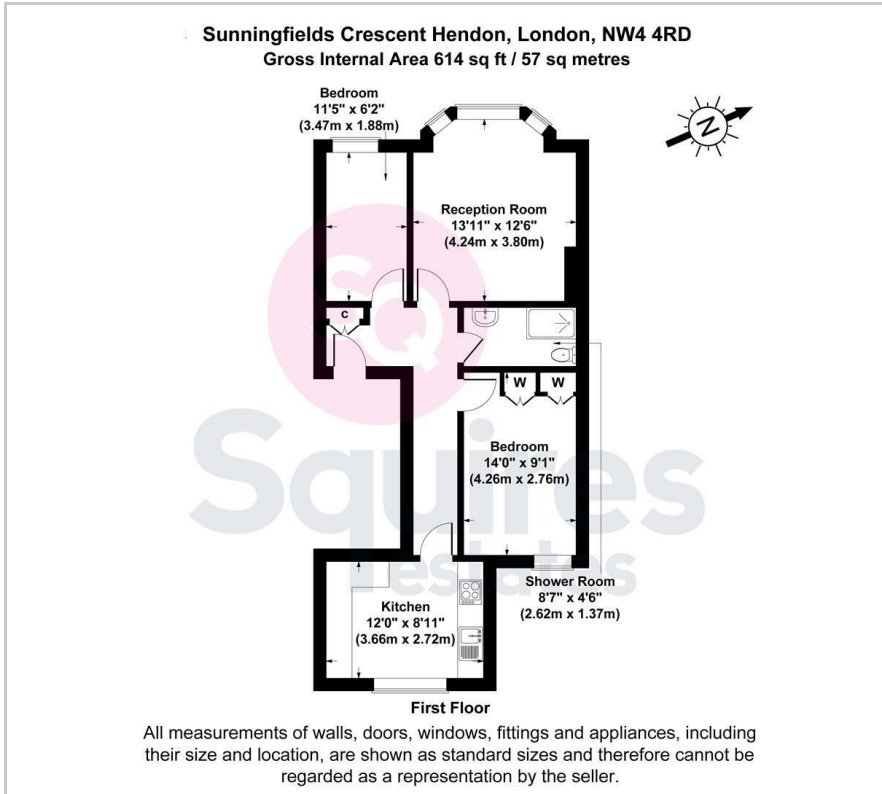 Sunningfields Crescent Hendon, London, NW4 4RD
Gross Internal Area 614 sq ft / 57 sq metres
Bedroom
11'5" x 6'2"
(3.47m x 1.88m)
N
Reception Room
13'11" x 12'6"
(4.24m x 3.80m)
SQ
c
W W
Squires
estates
Bedroom
14'0" x 9'1"
(4.26m x 2.76m)
Shower Room
8'7" x 4'6"
(2.62m x 1.37m)
Kitchen
12'0" x 8'11"
(3.66m x 2.72m)
First Floor
All measurements of walls, doors, windows, fittings and appliances, including
their size and location, are shown as standard sizes and therefore cannot be
regarded as a representation by the seller.